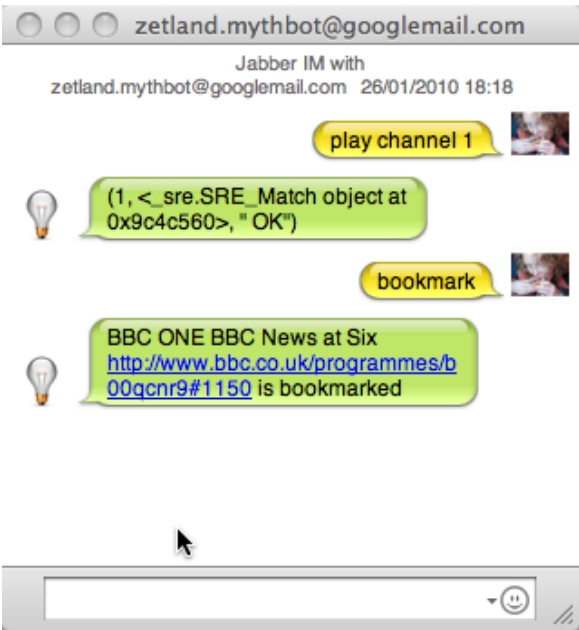 zetland.mythbot@googlemail.com
Jabber IM with
zetland.mythbot@googlemail.com 26/01/2010 18:18
play channel 1
(1, <_sre.SRE_Match object at
0x9c4c560>, " OK")
bookmark
BBC ONE BBC News at Six
http://www.bbc.co.uk/programmes/b
00qcnr9#1150 is bookmarked